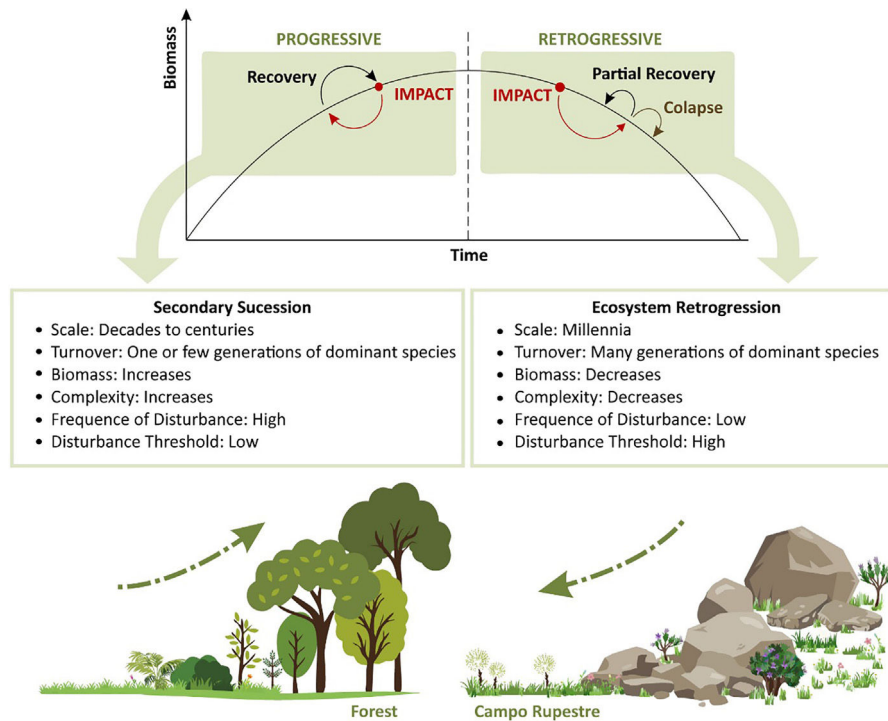 PROGRESSIVE
RETROGRESSIVE
Biomass
Recovery
IMPACT
Partial Recovery
IMPACT
Colapse
Time
Secondary Sucession
• Scale: Decades to centuries
• Turnover: One or few generations of dominant species
• Biomass: Increases
• Complexity: Increases
• Frequence of Disturbance: High
• Disturbance Threshold: Low
Ecosystem Retrogression
• Scale: Millennia
• Turnover: Many generations of dominant species
• Biomass: Decreases
• Complexity: Decreases
• Frequence of Disturbance: Low
• Disturbance Threshold: High
Forest
Campo Rupestre